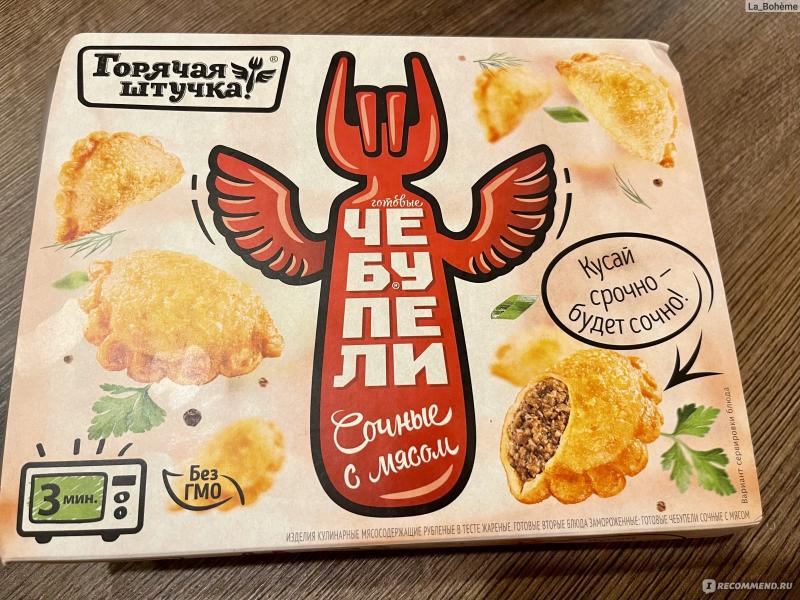 La_Bohème
ГОРЯЧАЯ
ШТУЧКА!®
готовые
ЧЕ
БУ®
ПЕ
ЛИ
Сочные
с мясом
Кусай
срочно –
будет сочно!
3 мин.
Без
ГМО
Вариант сервировки блюда
ИЗДЕЛИЯ КУЛИНАРНЫЕ МЯСОСОДЕРЖАЩИЕ РУБЛЕНЫЕ В ТЕСТЕ ЖАРЕНЫЕ. ГОТОВЫЕ ВТОРЫЕ БЛЮДА ЗАМОРОЖЕННЫЕ: ГОТОВЫЕ ЧЕБУПЕЛИ СОЧНЫЕ С МЯСОМ
IRECOMMEND.RU